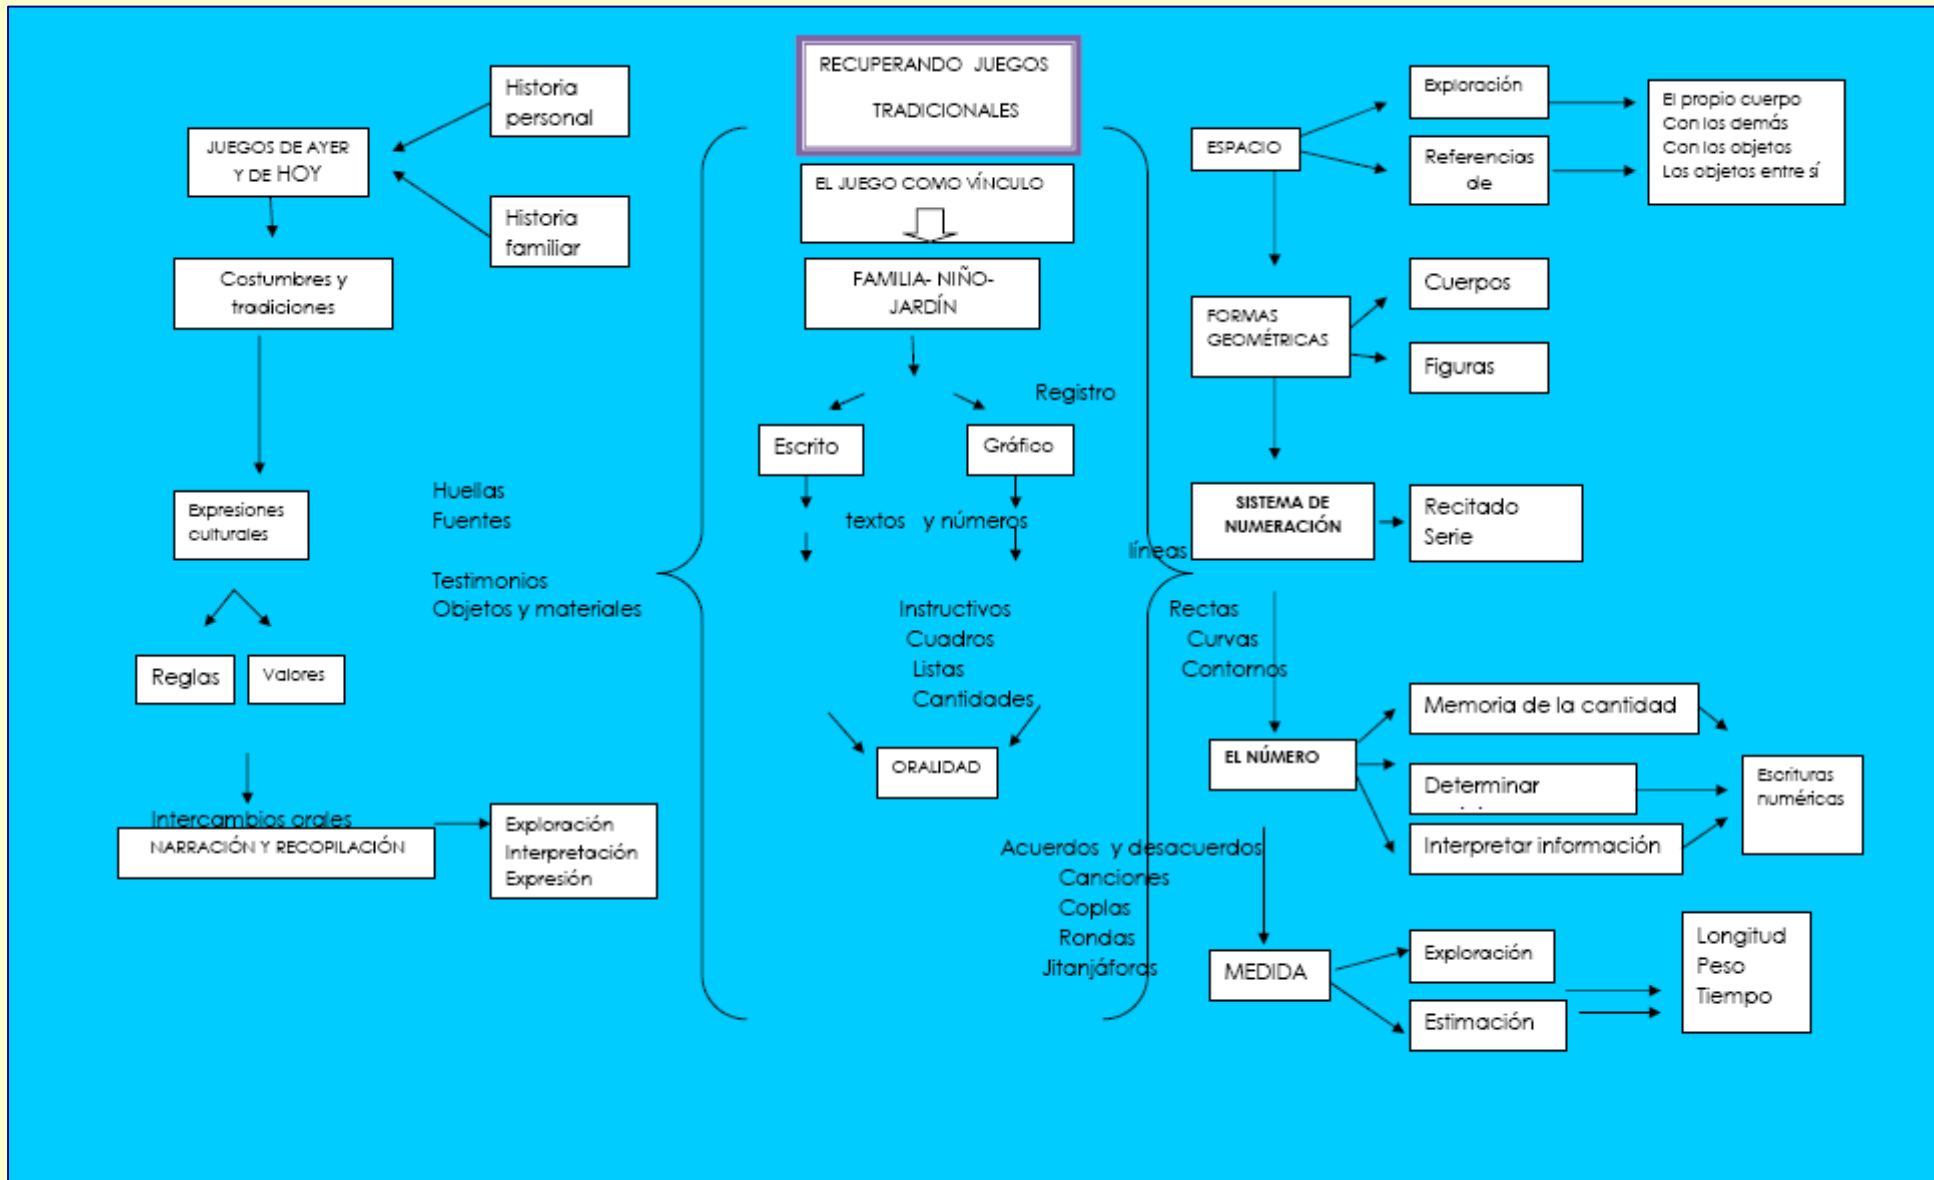 RECUPERANDO JUEGOS
TRADICIONALES
EL JUEGO COMO VÍNCULO
FAMILIA- NIÑO-
JARDÍN
Registro
Escrito
Gráfico
textos y números
líneas
Instructivos
Cuadros
Listas
Cantidades
Rectas
Curvas
Contornos
ORALIDAD
Acuerdos y desacuerdos
Canciones
Coplas
Rondas
Jitanjáforas
Historia
personal
JUEGOS DE AYER
Y DE HOY
Historia
familiar
Costumbres y
tradiciones
Expresiones
culturales
Huellas
Fuentes
Testimonios
Objetos y materiales
Reglas
Valores
Intercambios orales
NARRACIÓN Y RECOPILACIÓN
Exploración
Interpretación
Expresión
ESPACIO
Exploración
Referencias
de
El propio cuerpo
Con los demás
Con los objetos
Los objetos entre sí
FORMAS
GEOMÉTRICAS
Cuerpos
Figuras
SISTEMA DE
NUMERACIÓN
Recitado
Serie
EL NÚMERO
Memoria de la cantidad
Determinar
Interpretar información
Escrituras
numéricas
MEDIDA
Exploración
Estimación
Longitud
Peso
Tiempo